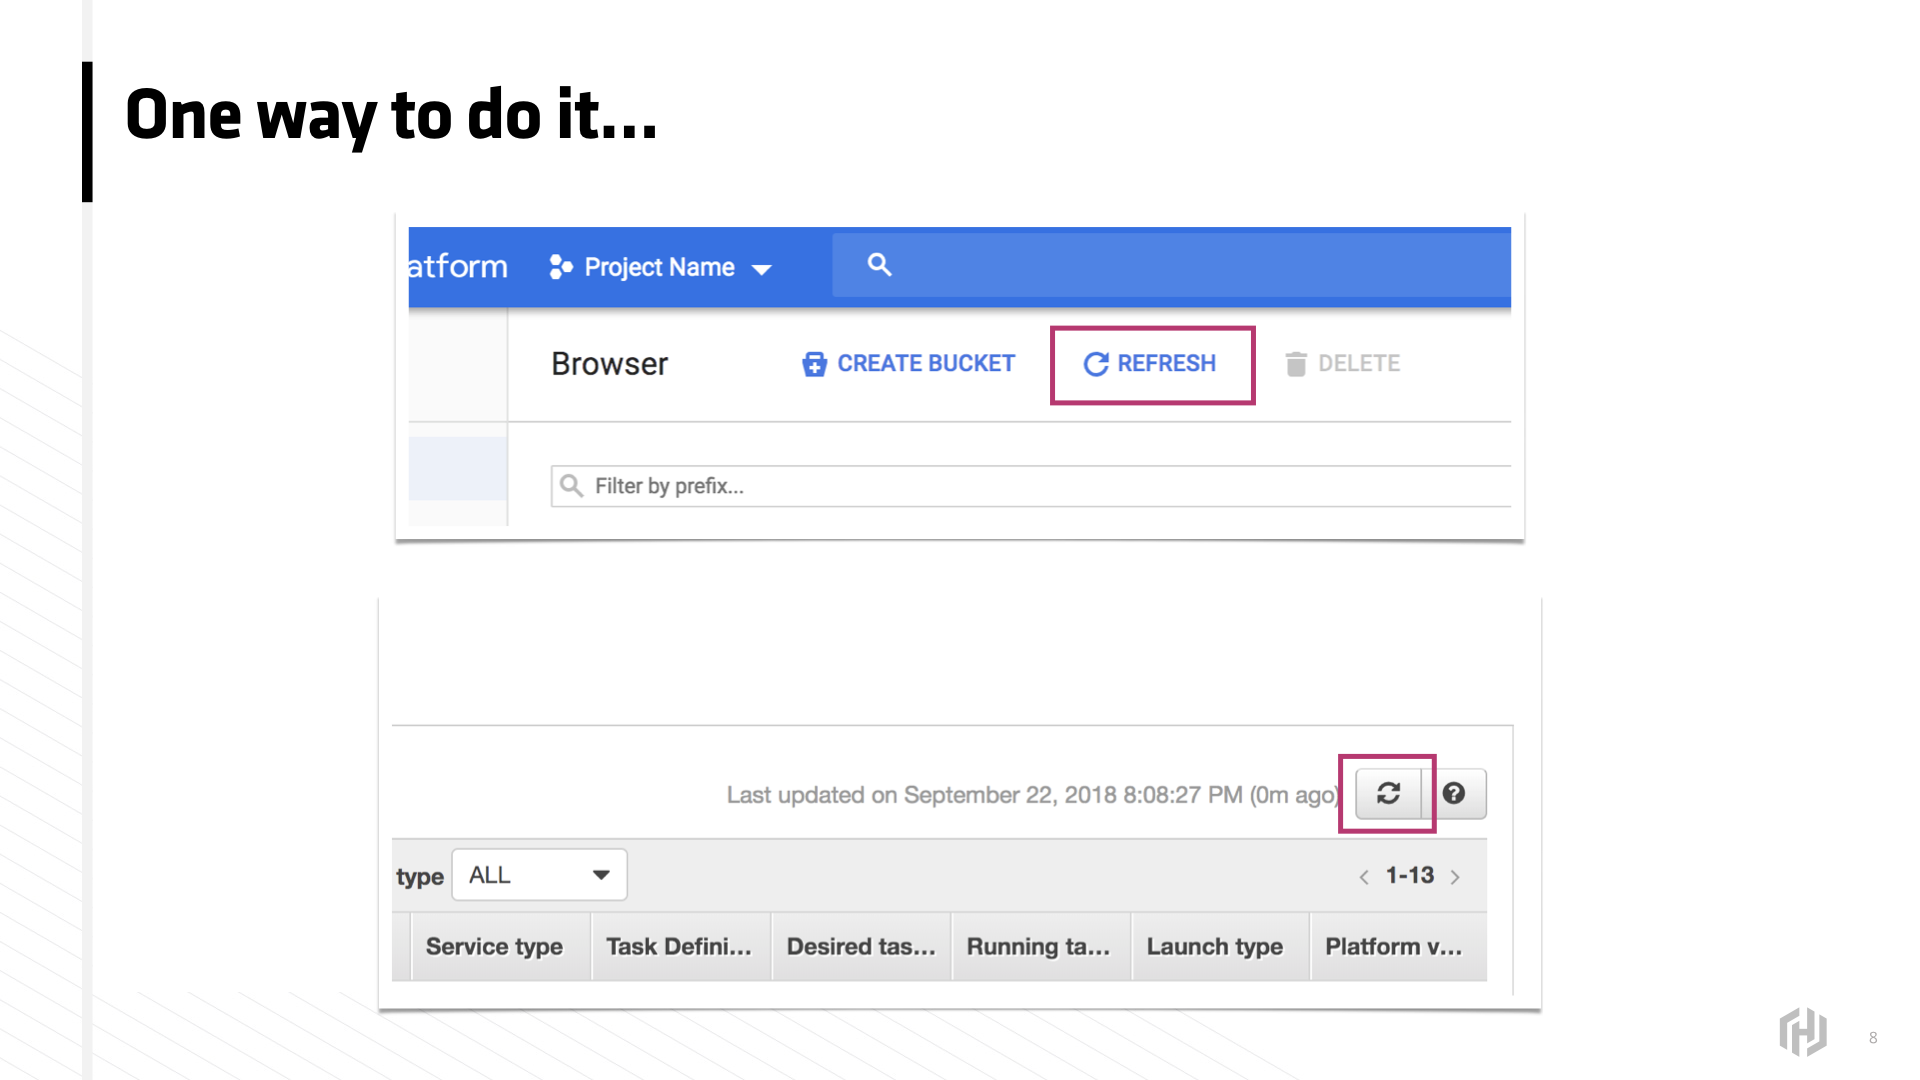 One way to do it...
atform Project Name
Browser CREATE BUCKET REFRESH DELETE
Filter by prefix...
Last updated on September 22, 2018 8:08:27 PM (0m ago)
type ALL < 1-13 >
Service type Task Defini... Desired tas... Running ta... Launch type Platform v...
8